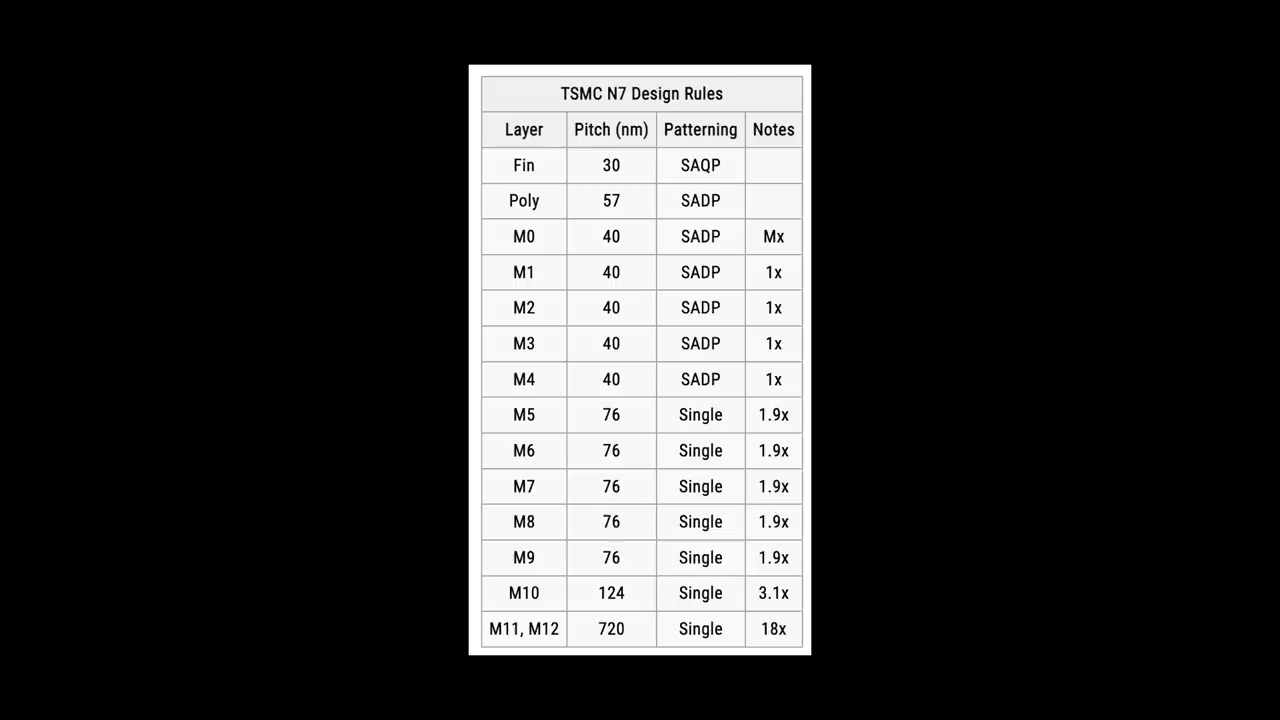 TSMC N7 Design Rules
Layer Pitch (nm) Patterning Notes
Fin 30 SAQP
Poly 57 SADP
M0 40 SADP Mx
M1 40 SADP 1x
M2 40 SADP 1x
M3 40 SADP 1x
M4 40 SADP 1x
M5 76 Single 1.9x
M6 76 Single 1.9x
M7 76 Single 1.9x
M8 76 Single 1.9x
M9 76 Single 1.9x
M10 124 Single 3.1x
M11, M12 720 Single 18x